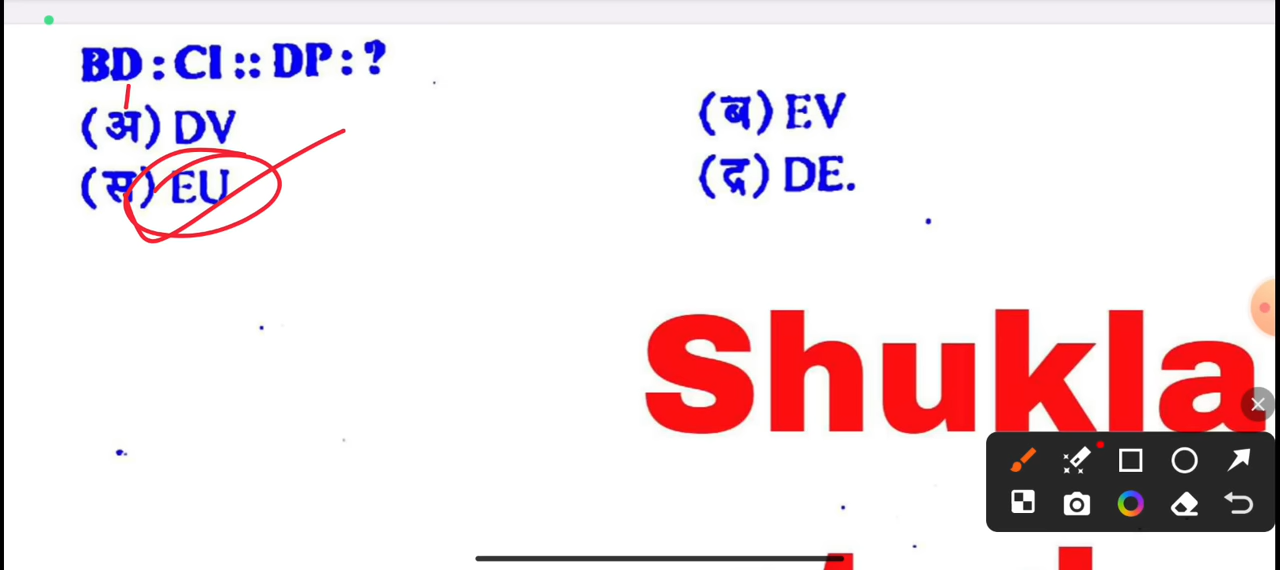 BD : CI :: DP : ?
(अ) DV
(ब) EV
(स) EU
(द) DE.
Shukla